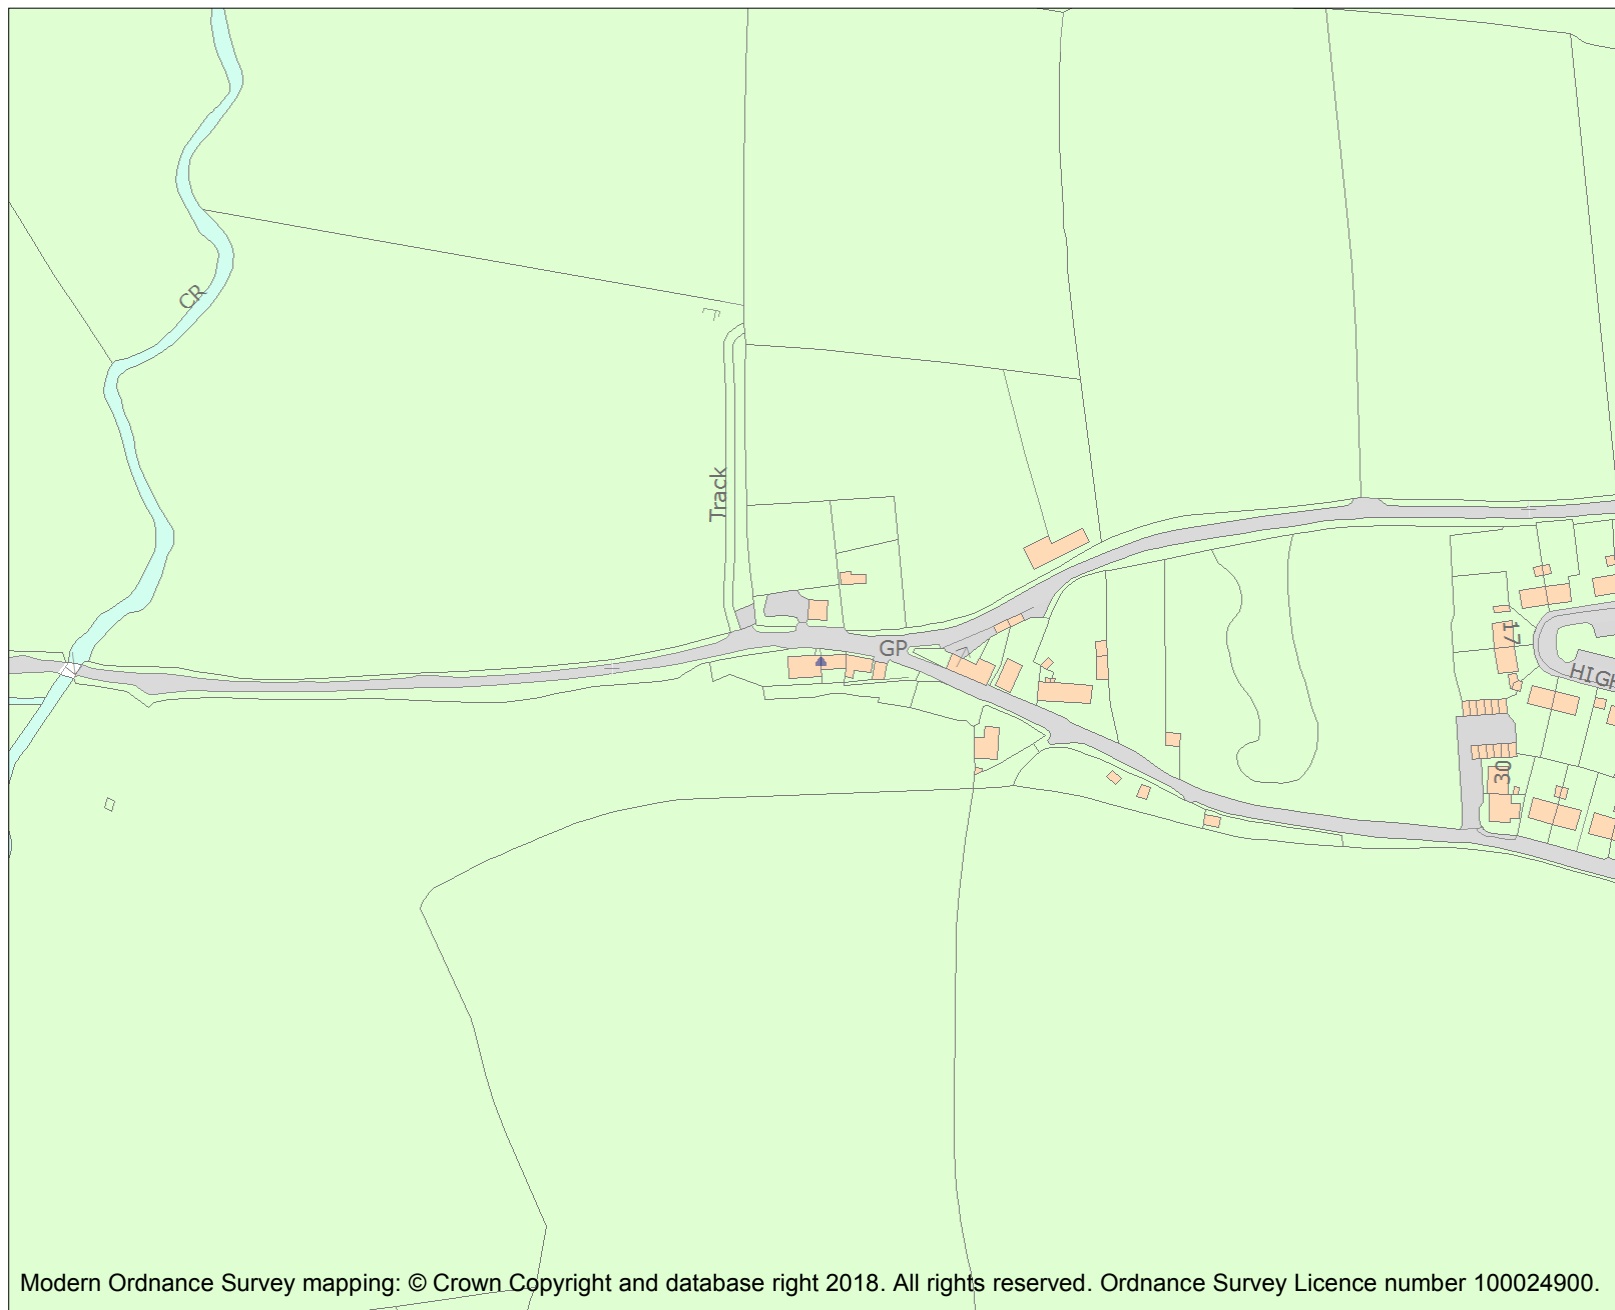 CR
Track
GP
17
HIGH
30
Modern Ordnance Survey mapping: © Crown Copyright and database right 2018. All rights reserved. Ordnance Survey Licence number 100024900.